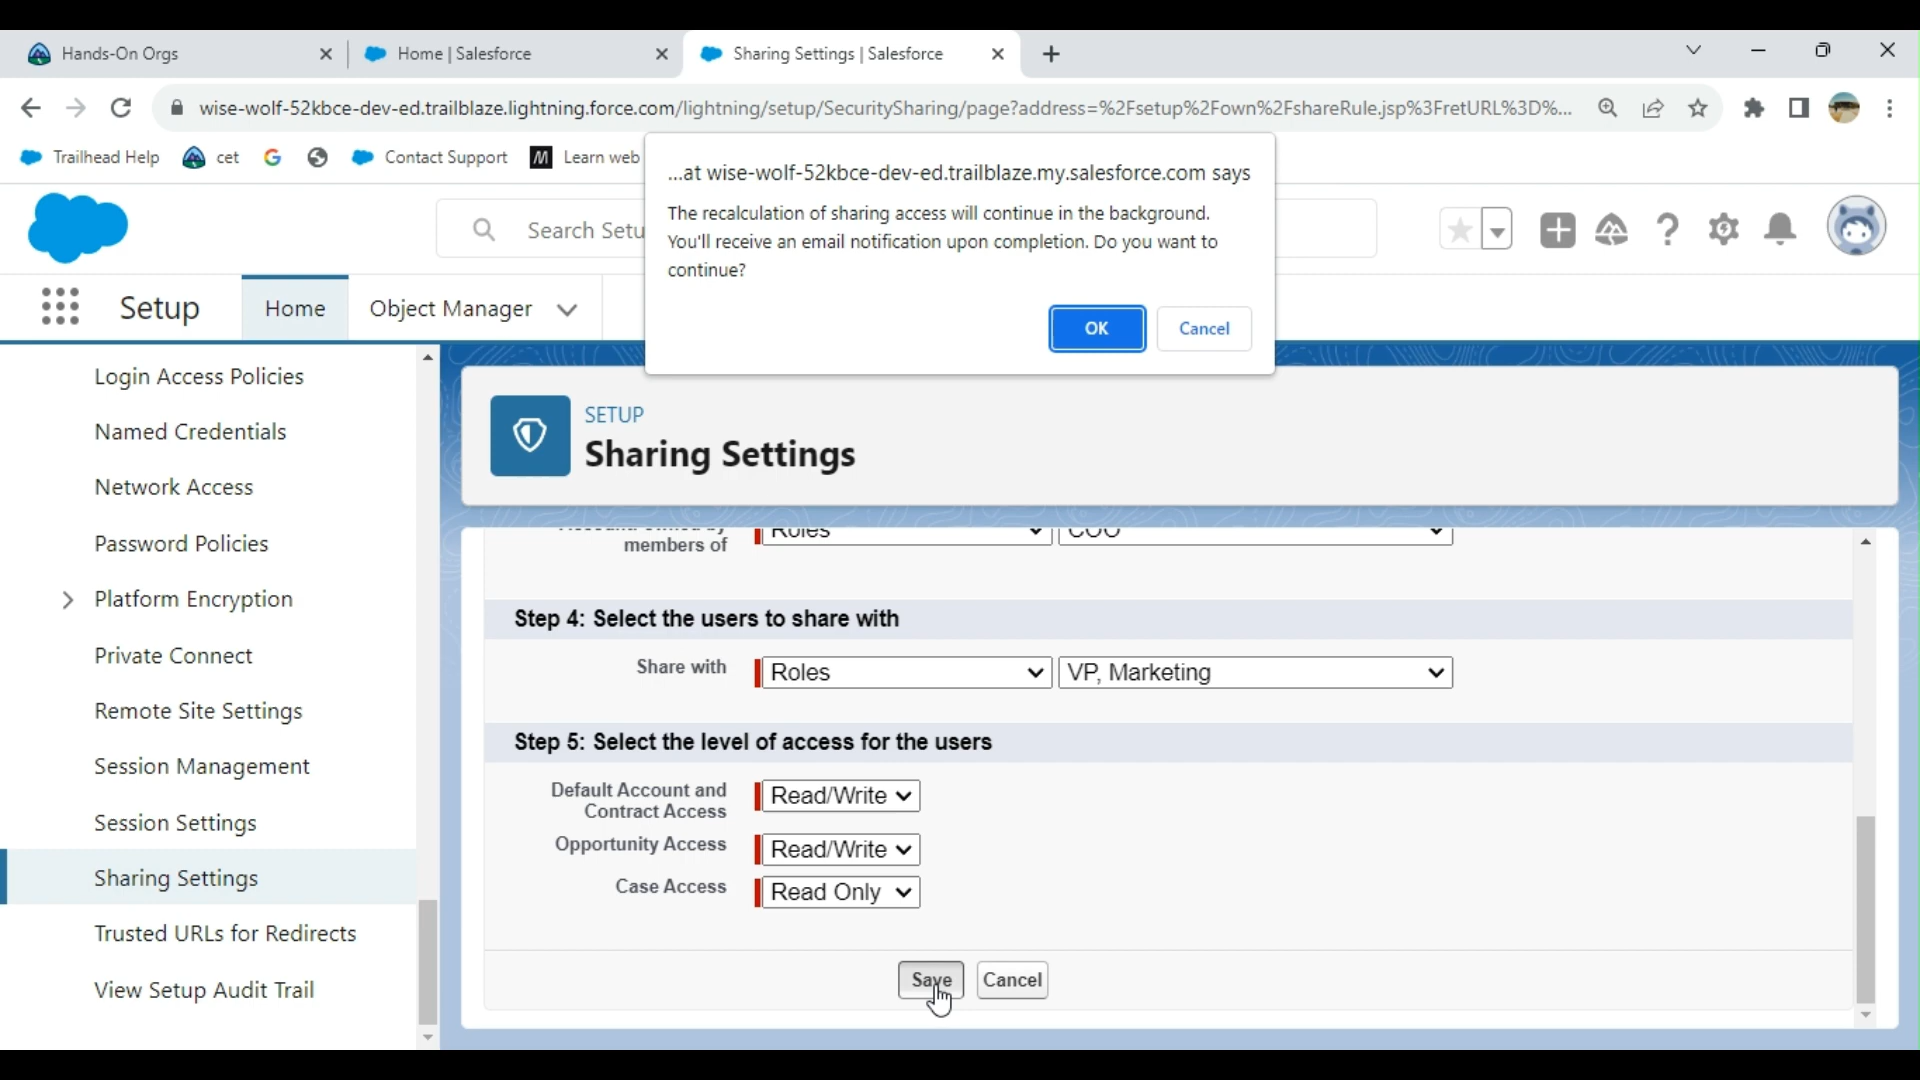 Hands-On Orgs
Home | Salesforce
Sharing Settings | Salesforce
wise-wolf-52kbce-dev-ed.trailblaze.lightning.force.com/lightning/setup/SecuritySharing/page?address=%2Fsetup%2Fown%2FshareRule.jsp%3FretURL%3D%...
Trailhead Help
cet
Contact Support
Learn web
...at wise-wolf-52kbce-dev-ed.trailblaze.my.salesforce.com says
The recalculation of sharing access will continue in the background.
You'll receive an email notification upon completion. Do you want to
continue?
OK
Cancel
Search Setu
Setup
Home
Object Manager
Login Access Policies
Named Credentials
Network Access
Password Policies
Platform Encryption
Private Connect
Remote Site Settings
Session Management
Session Settings
Sharing Settings
Trusted URLs for Redirects
View Setup Audit Trail
SETUP
Sharing Settings
members of
Roles
COO
Step 4: Select the users to share with
Share with
Roles
VP, Marketing
Step 5: Select the level of access for the users
Default Account and
Contract Access
Read/Write
Opportunity Access
Read/Write
Case Access
Read Only
Save
Cancel